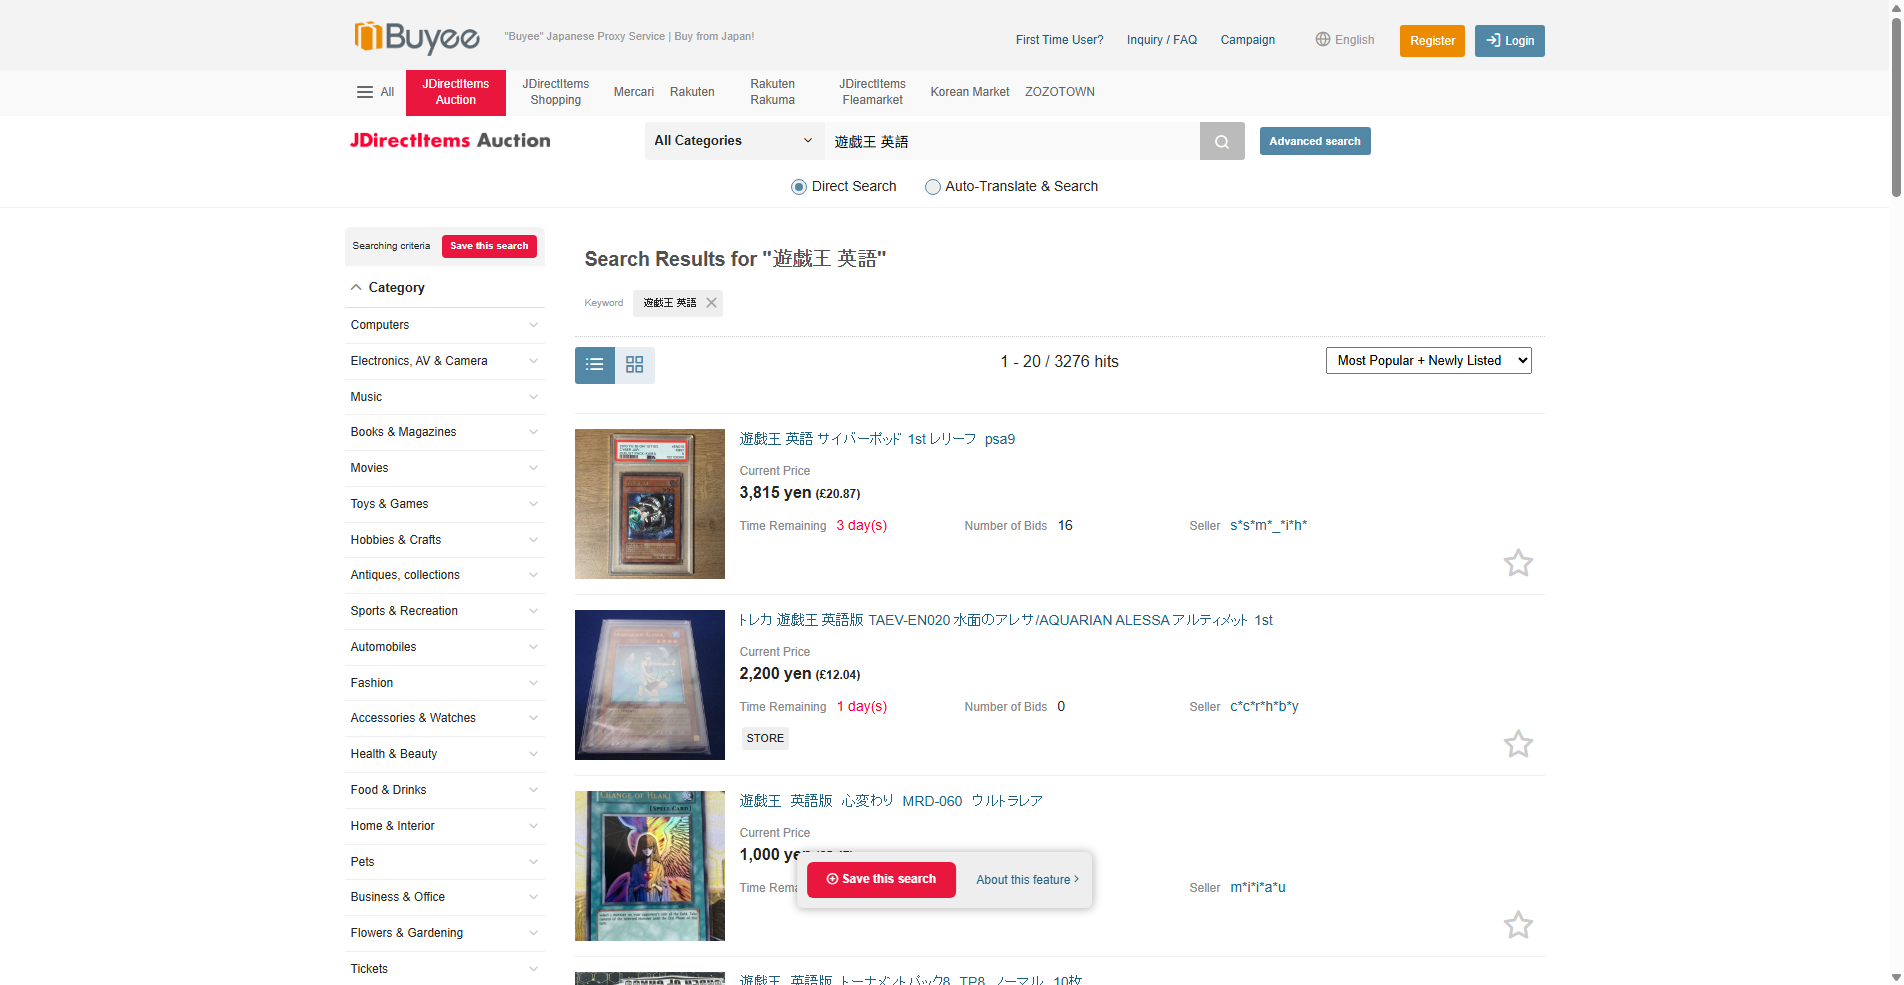 Buyee
"Buyee" Japanese Proxy Service | Buy from Japan!
First Time User?
Inquiry / FAQ
Campaign
English
Register
Login
All
JDirectItems
Auction
JDirectItems
Shopping
Mercari
Rakuten
Rakuten
Rakuma
JDirectItems
Fleamarket
Korean Market
ZOZOTOWN
JDirectItems Auction
All Categories
遊戯王 英語
Advanced search
Direct Search
Auto-Translate & Search
Searching criteria
Save this search
Category
Computers
Electronics, AV & Camera
Music
Books & Magazines
Movies
Toys & Games
Hobbies & Crafts
Antiques, collections
Sports & Recreation
Automobiles
Fashion
Accessories & Watches
Health & Beauty
Food & Drinks
Home & Interior
Pets
Business & Office
Flowers & Gardening
Tickets
Search Results for "遊戯王 英語"
Keyword
遊戯王 英語
1 - 20 / 3276 hits
Most Popular + Newly Listed
遊戯王 英語 サイバーポッド 1st レリーフ psa9
Current Price
3,815 yen (£20.87)
Time Remaining 3 day(s)
Number of Bids 16
Seller s*s*m*_*i*h*
トレカ 遊戯王 英語版 TAEV-EN020 水面のアレサ/AQUARIAN ALESSA アルティメット 1st
Current Price
2,200 yen (£12.04)
Time Remaining 1 day(s)
Number of Bids 0
Seller c*c*r*h*b*y
STORE
CHANGE OF HEART
[SPELL CARD]
遊戯王 英語版 心変わり MRD-060 ウルトラレア
Current Price
1,000 yen
Seller m*i*i*a*u
Save this search
About this feature
遊戯王 英語版 トーナメントパック8 TP8 ノーマル 10枚